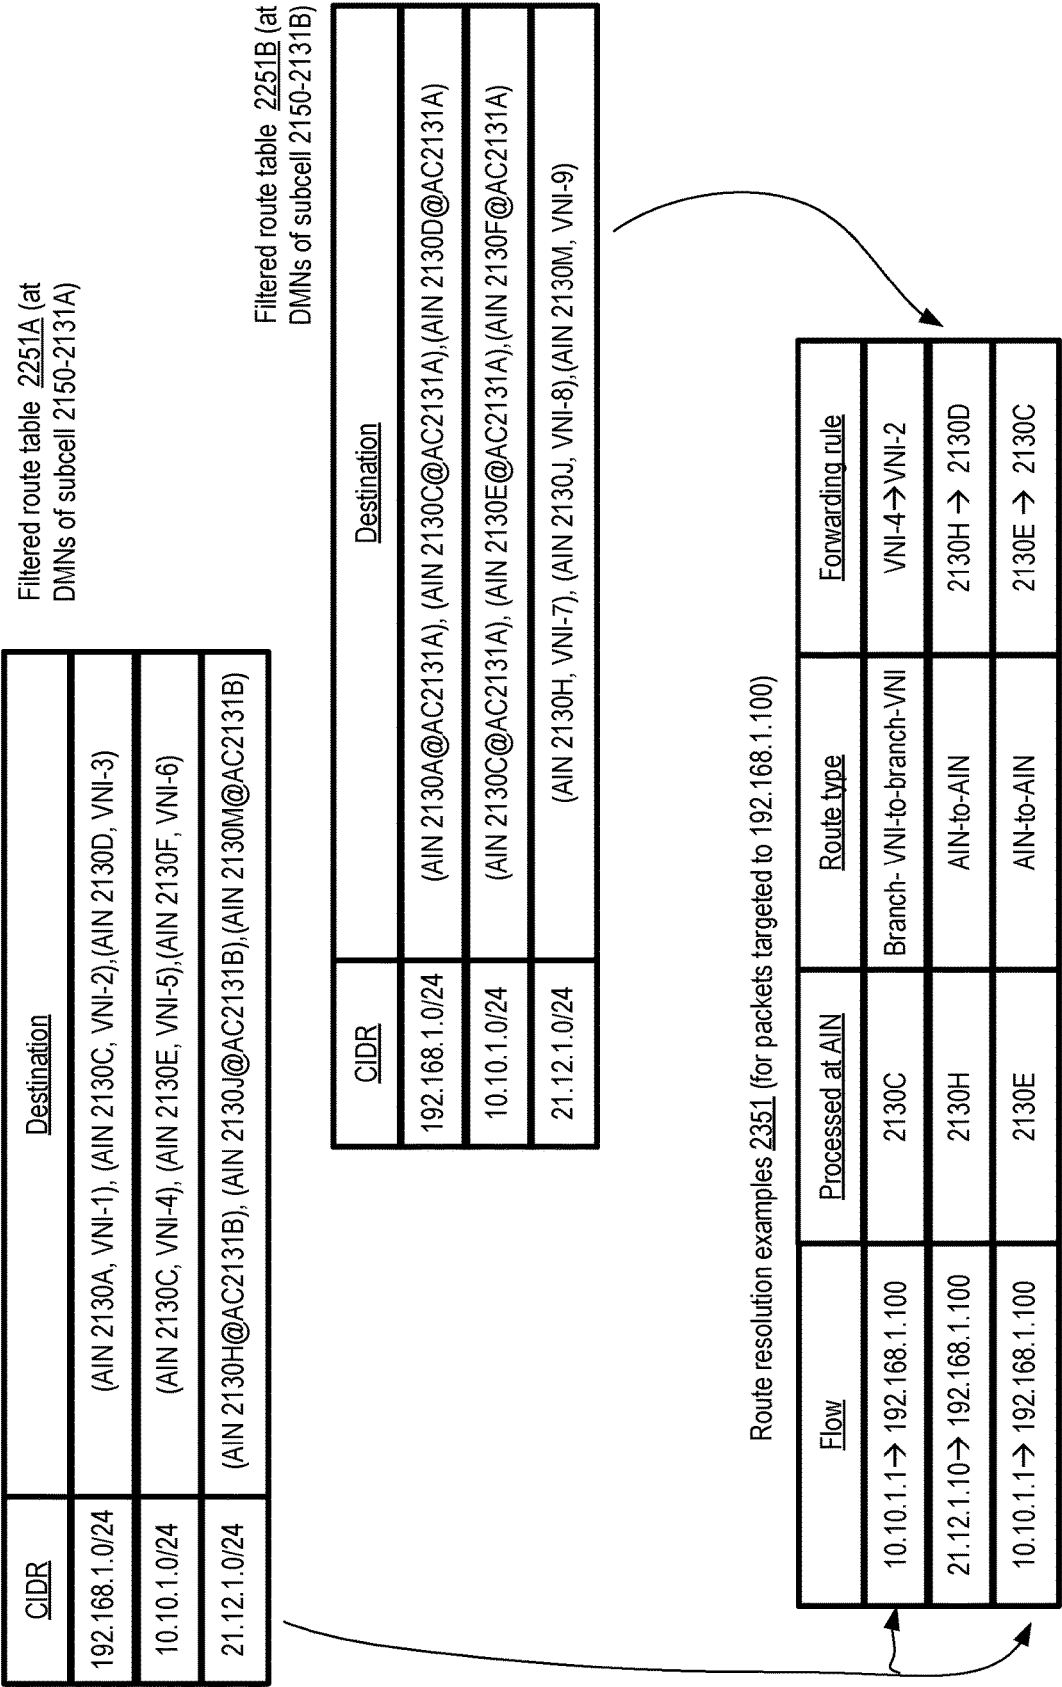 Filtered route table 2251A (at
DMNs of subcell 2150-2131A)
CIDR Destination
192.168.1.0/24 (AIN 2130A, VNI-1), (AIN 2130C, VNI-2),(AIN 2130D, VNI-3)
10.10.1.0/24 (AIN 2130C, VNI-4), (AIN 2130E, VNI-5),(AIN 2130F, VNI-6)
21.12.1.0/24 (AIN 2130H@AC2131B), (AIN 2130J@AC2131B),(AIN 2130M@AC2131B)
Filtered route table 2251B (at
DMNs of subcell 2150-2131B)
CIDR Destination
192.168.1.0/24 (AIN 2130A@AC2131A), (AIN 2130C@AC2131A),(AIN 2130D@AC2131A)
10.10.1.0/24 (AIN 2130C@AC2131A), (AIN 2130E@AC2131A),(AIN 2130F@AC2131A)
21.12.1.0/24 (AIN 2130H, VNI-7), (AIN 2130J, VNI-8),(AIN 2130M, VNI-9)
Route resolution examples 2351 (for packets targeted to 192.168.1.100)
Flow Processed at AIN Route type Forwarding rule
10.10.1.1→ 192.168.1.100 2130C Branch- VNI-to-branch-VNI VNI-4→VNI-2
21.12.1.10→ 192.168.1.100 2130H AIN-to-AIN 2130H → 2130D
10.10.1.1→ 192.168.1.100 2130E AIN-to-AIN 2130E → 2130C